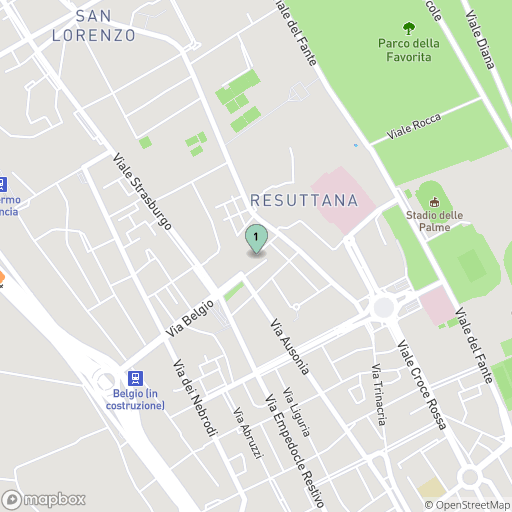 SAN
LORENZO
Viale del Fante
cole
Viale Diana
Parco della
Favorita
Viale Rocca
Viale Strasburgo
ermo
ncia
RESUTTANA
Stadio delle
Palme
1
Via Belgio
Via Ausonia
Viale del Fante
Belgio (in
costruzione)
Via dei Nebrodi
Via Abruzzi
Via Liguria
Via Empedocle Restivo
Via Trinacria
Viale Croce Rossa
mapbox
© OpenStreetMap